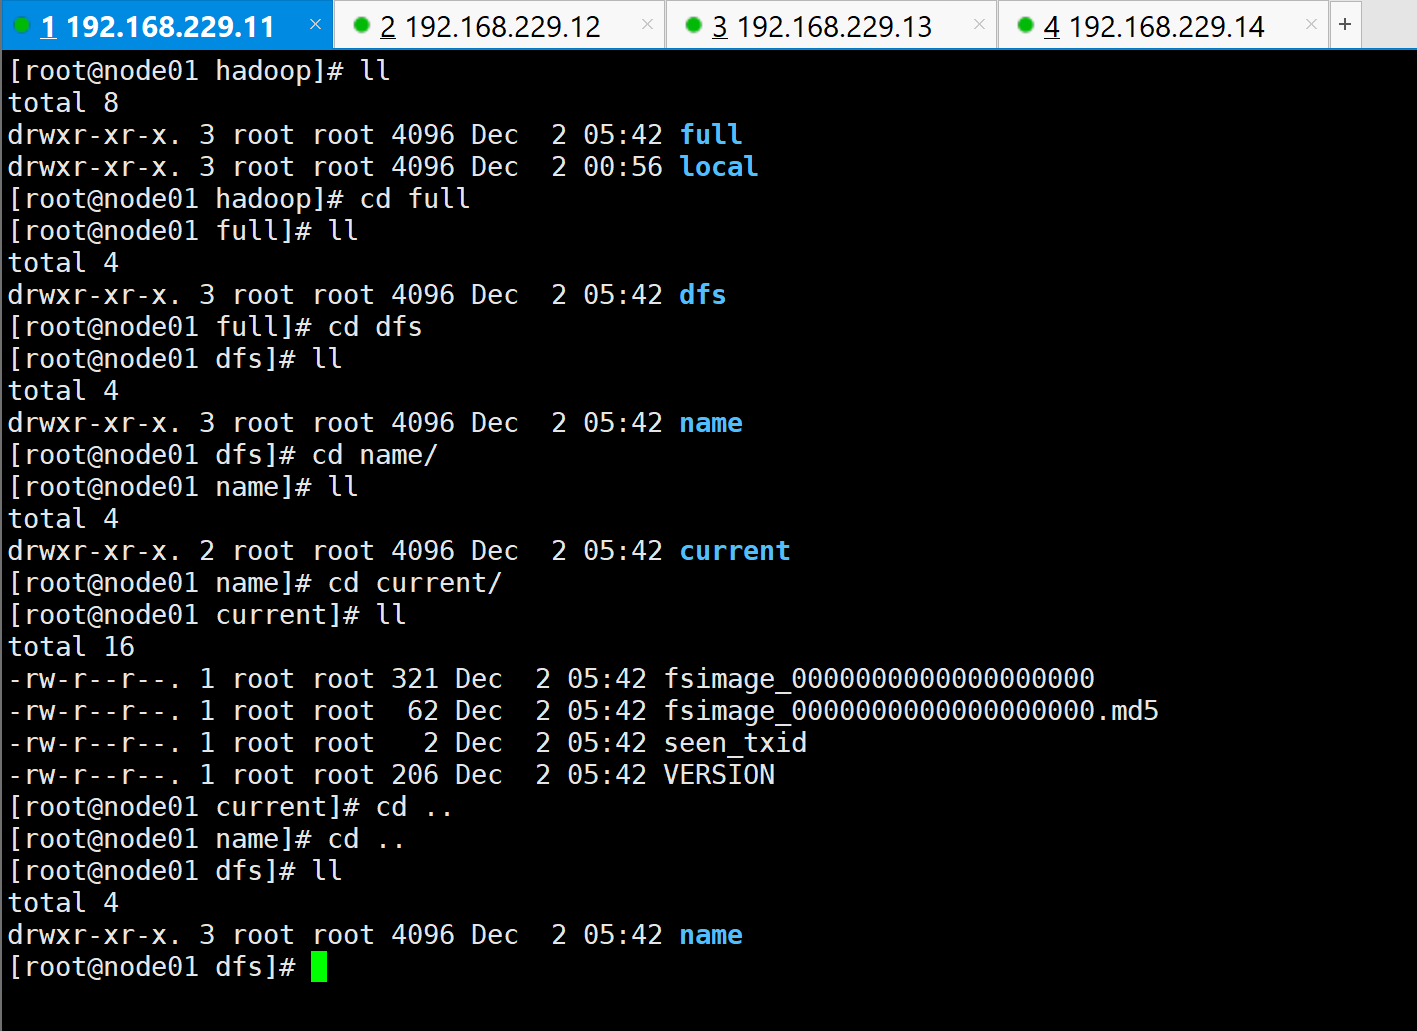 1 192.168.229.11 × 2 192.168.229.12 × 3 192.168.229.13 × 4 192.168.229.14 × +
[root@node01 hadoop]# ll
total 8
drwxr-xr-x. 3 root root 4096 Dec  2 05:42 full
drwxr-xr-x. 3 root root 4096 Dec  2 00:56 local
[root@node01 hadoop]# cd full
[root@node01 full]# ll
total 4
drwxr-xr-x. 3 root root 4096 Dec  2 05:42 dfs
[root@node01 full]# cd dfs
[root@node01 dfs]# ll
total 4
drwxr-xr-x. 3 root root 4096 Dec  2 05:42 name
[root@node01 dfs]# cd name/
[root@node01 name]# ll
total 4
drwxr-xr-x. 2 root root 4096 Dec  2 05:42 current
[root@node01 name]# cd current/
[root@node01 current]# ll
total 16
-rw-r--r--. 1 root root 321 Dec  2 05:42 fsimage_0000000000000000000
-rw-r--r--. 1 root root  62 Dec  2 05:42 fsimage_0000000000000000000.md5
-rw-r--r--. 1 root root   2 Dec  2 05:42 seen_txid
-rw-r--r--. 1 root root 206 Dec  2 05:42 VERSION
[root@node01 current]# cd ..
[root@node01 name]# cd ..
[root@node01 dfs]# ll
total 4
drwxr-xr-x. 3 root root 4096 Dec  2 05:42 name
[root@node01 dfs]#